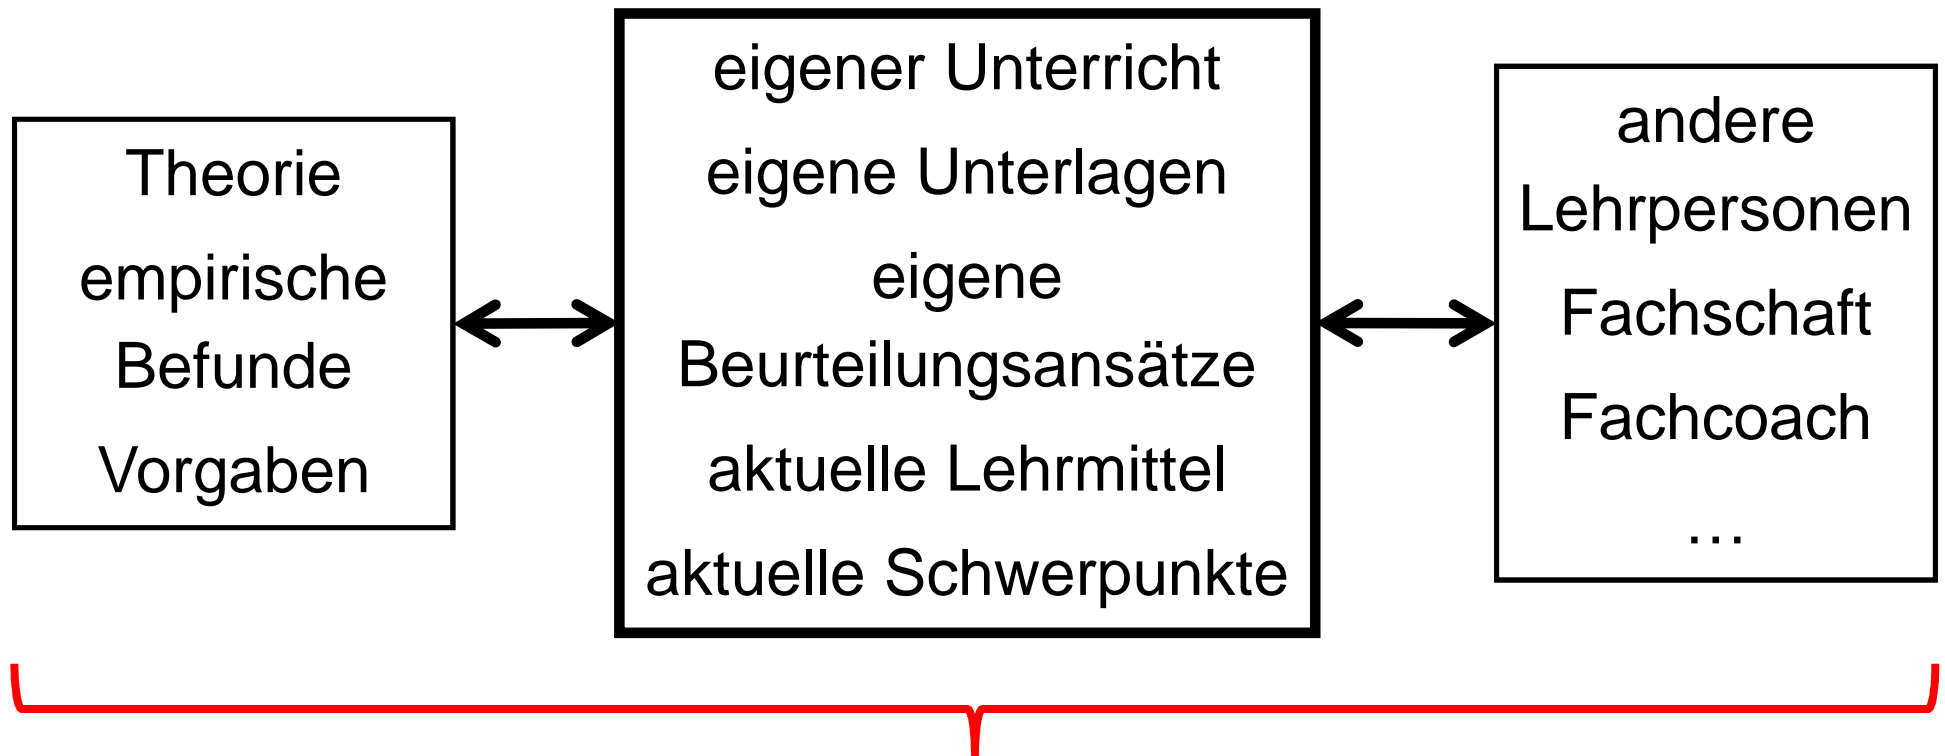 Theorie
empirische
Befunde
Vorgaben
eigener Unterricht
eigene Unterlagen
eigene
Beurteilungsansätze
aktuelle Lehrmittel
aktuelle Schwerpunkte
andere
Lehrpersonen
Fachschaft
Fachcoach
…